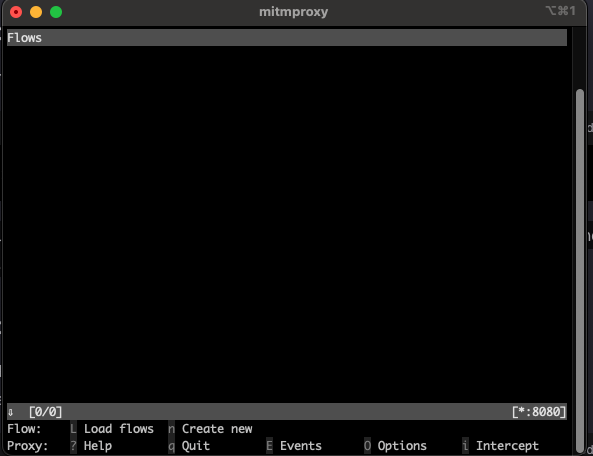 mitmproxy ⌥⌘1
Flows
⇩ [0/0] [*:8080]
Flow: L Load flows n Create new
Proxy: ? Help q Quit E Events O Options i Intercept